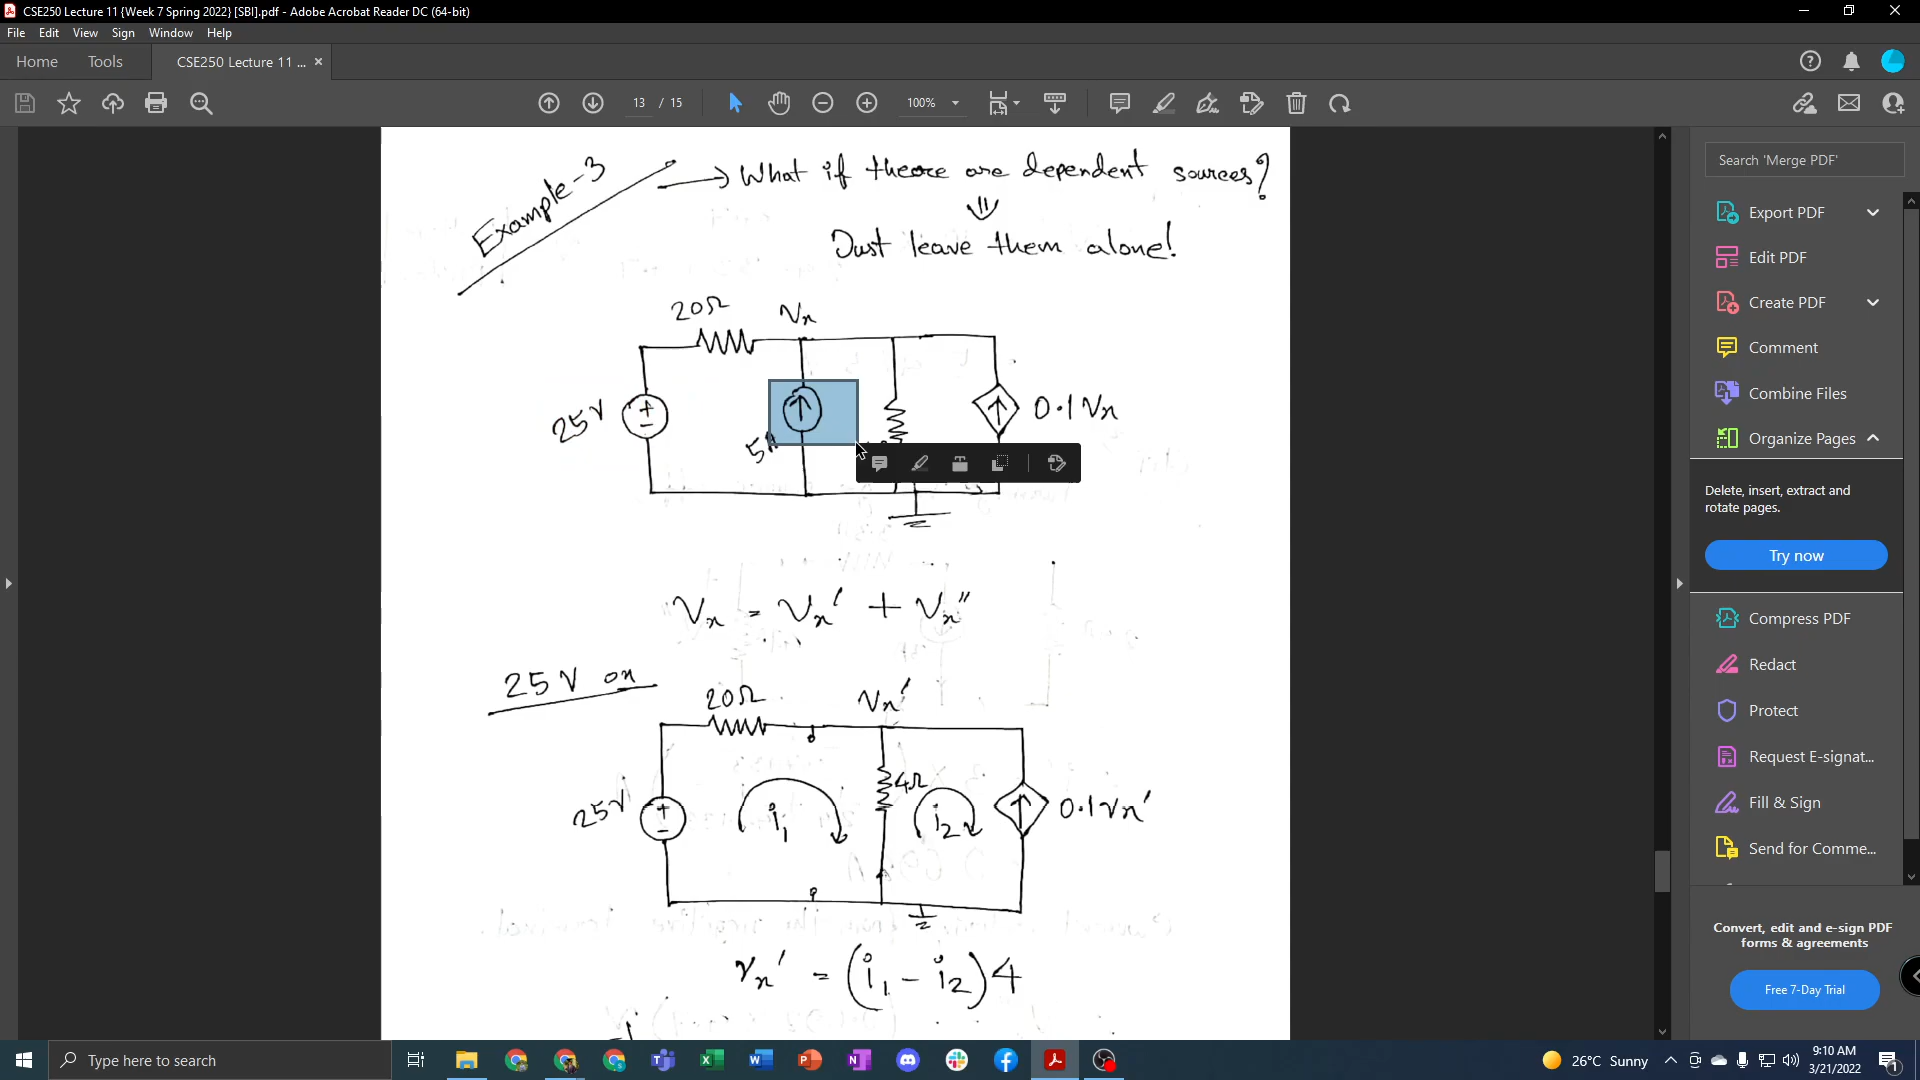 CSE250 Lecture 11 {Week 7 Spring 2022} [SBI].pdf - Adobe Acrobat Reader DC (64-bit)
File Edit View Sign Window Help
Home Tools CSE250 Lecture 11 ... ×
13 / 15 100%
Search 'Merge PDF'
Export PDF
Edit PDF
Create PDF
Comment
Combine Files
Organize Pages
Delete, insert, extract and
rotate pages.
Try now
Compress PDF
Redact
Protect
Request E-signat...
Fill & Sign
Send for Comme...
Convert, edit and e-sign PDF
forms & agreements
Free 7-Day Trial
Example-3 → What if there are dependent sources?
⇓
Just leave them alone!
20Ω Vx
25V 5A 0.1Vx
Vx = Vx' + Vx"
25V on
20Ω Vx'
25V i1 4Ω i2 0.1Vx'
Vx' = (i1 - i2)4
Type here to search
26°C Sunny
9:10 AM
3/21/2022
1